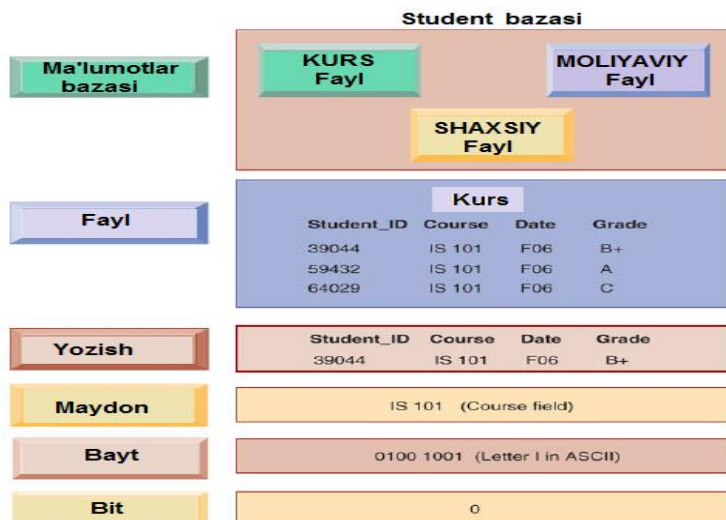 Student bazasi
Ma'lumotlar
bazasi
KURS
Fayl
MOLIYAVIY
Fayl
SHAXSIY
Fayl
Fayl
Kurs
Student_ID Course Date Grade
39044 IS 101 F06 B+
59432 IS 101 F06 A
64029 IS 101 F06 C
Yozish
Student_ID Course Date Grade
39044 IS 101 F06 B+
Maydon
IS 101 (Course field)
Bayt
0100 1001 (Letter I in ASCII)
Bit
0